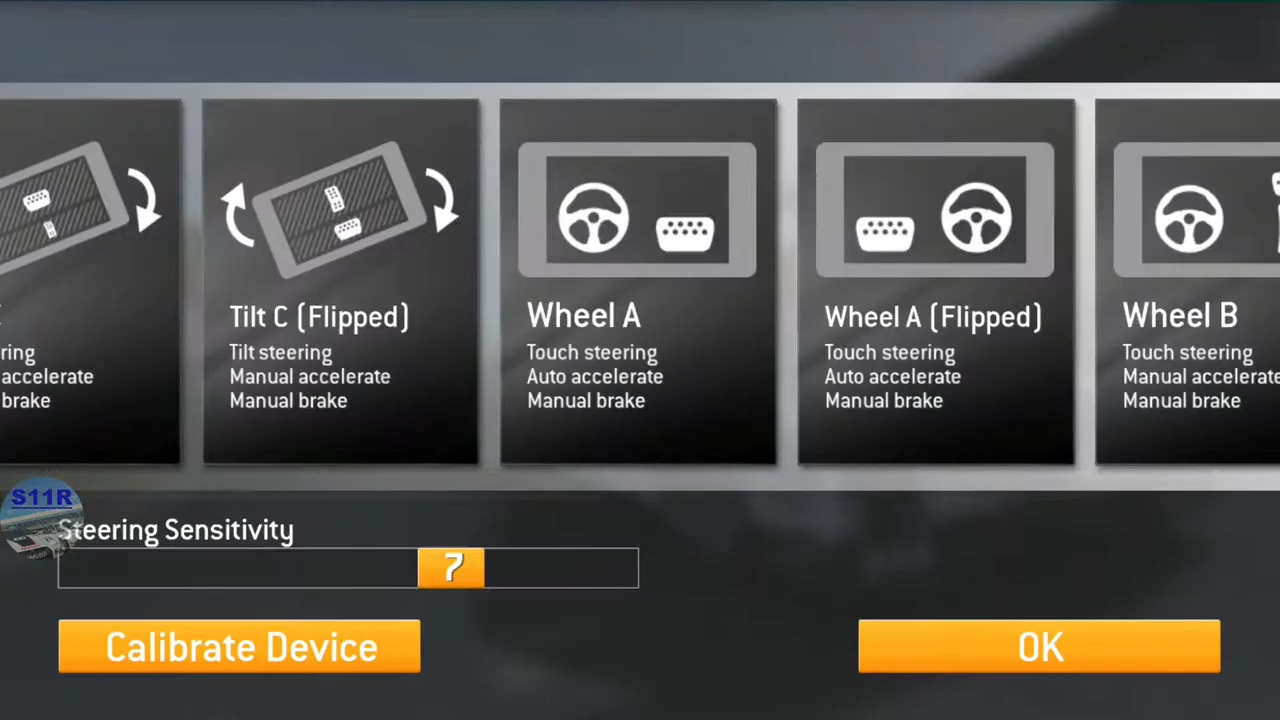 ring
accelerate
brake
Tilt C (Flipped)
Tilt steering
Manual accelerate
Manual brake
Wheel A
Touch steering
Auto accelerate
Manual brake
Wheel A (Flipped)
Touch steering
Auto accelerate
Manual brake
Wheel B
Touch steering
Manual accelerate
Manual brake
S11R
Steering Sensitivity
7
Calibrate Device
OK